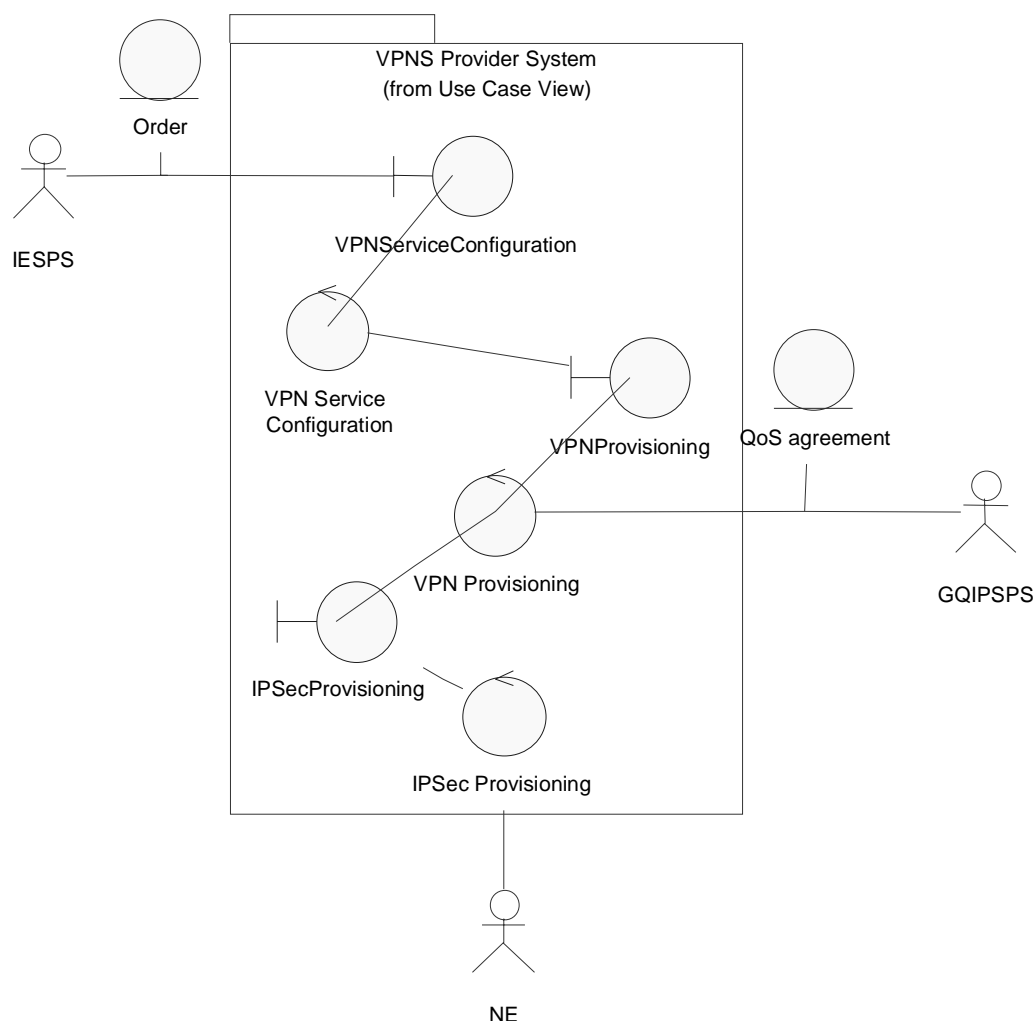 VPNS Provider System
(from Use Case View)
Order
IESPS
VPNServiceConfiguration
VPN Service
Configuration
VPNProvisioning
QoS agreement
VPN Provisioning
GQIPSPS
IPSecProvisioning
IPSec Provisioning
NE